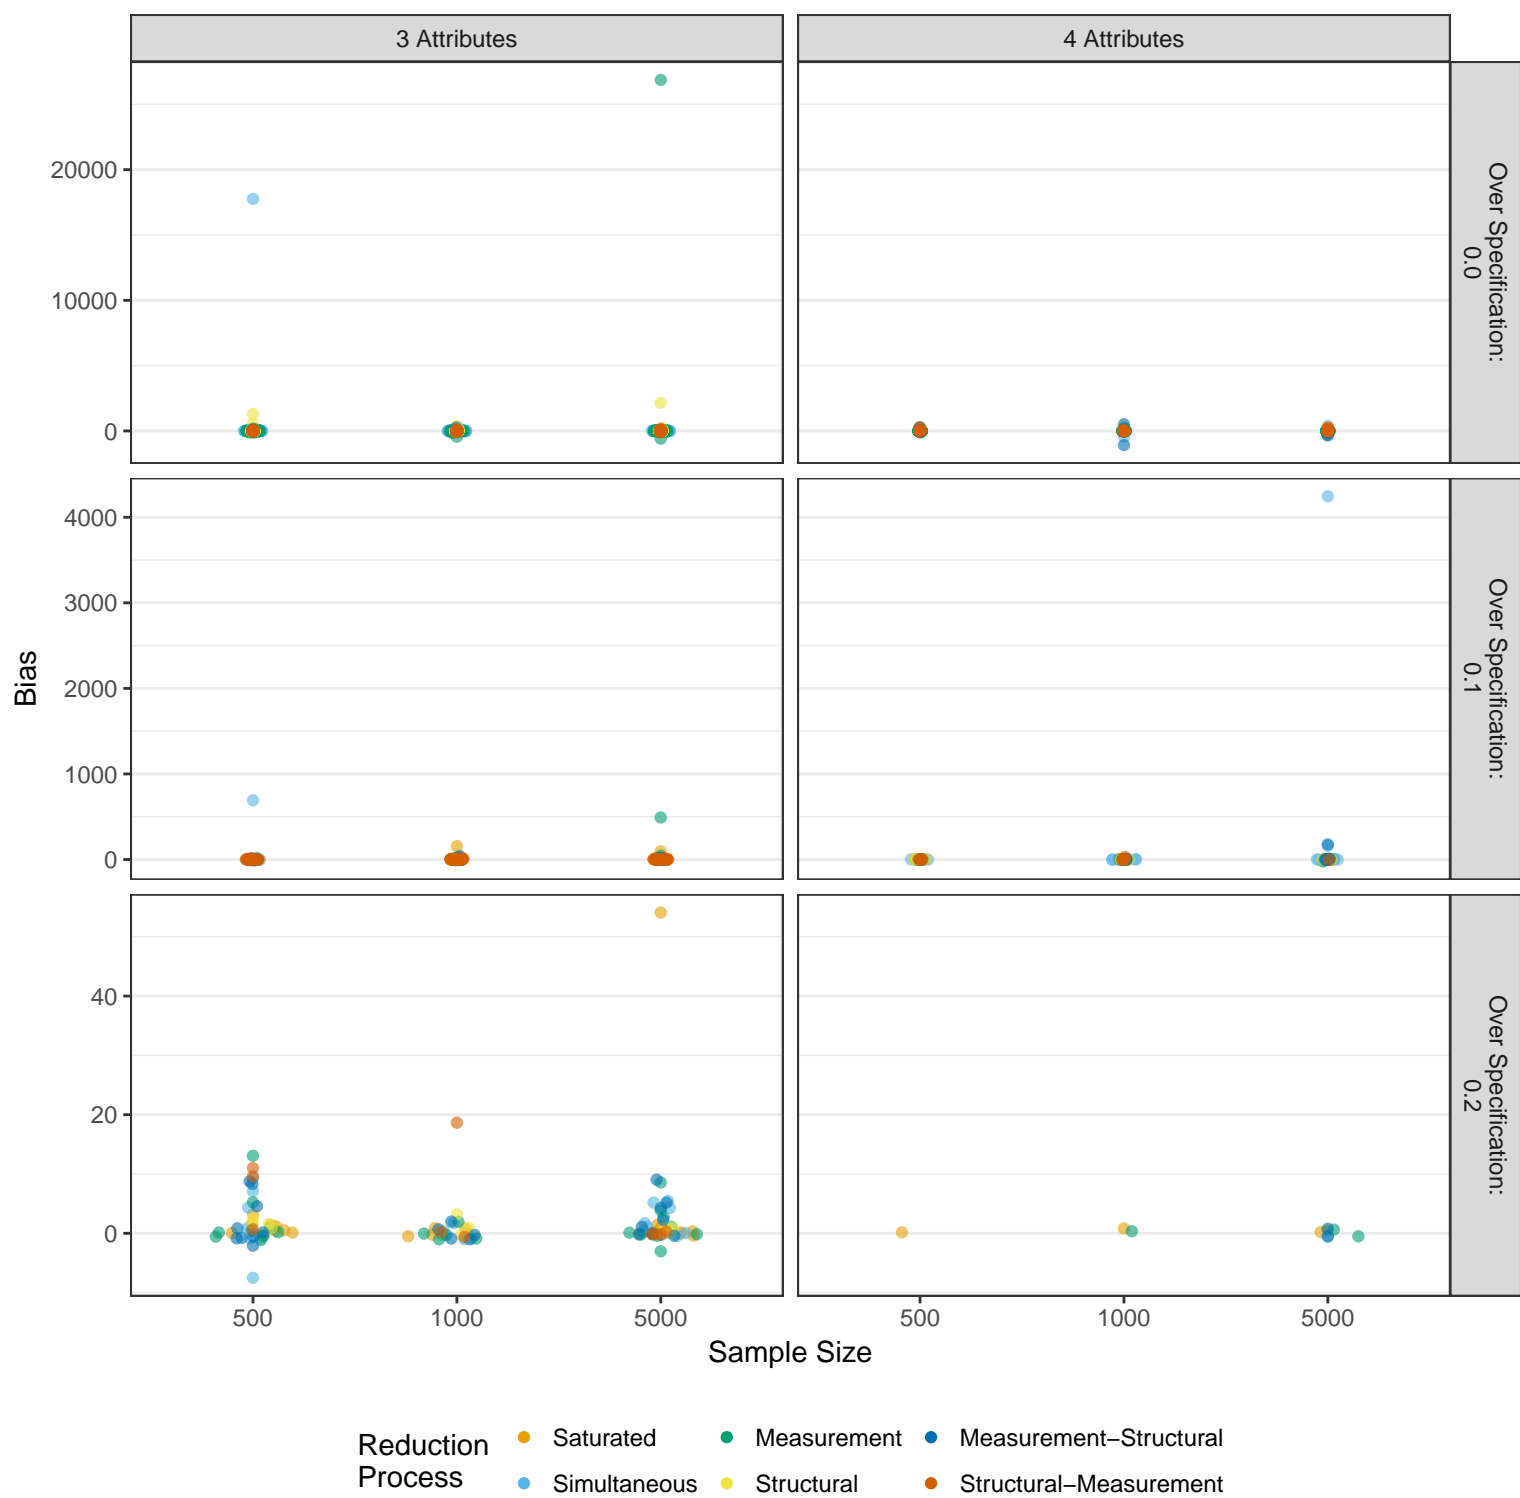 3 Attributes
4 Attributes
20000
10000
0
Over Specification:
0.0
4000
3000
2000
1000
0
Over Specification:
0.1
40
20
0
Over Specification:
0.2
Bias
500
1000
5000
500
1000
5000
Sample Size
Reduction
Process
Saturated
Measurement
Measurement−Structural
Simultaneous
Structural
Structural−Measurement